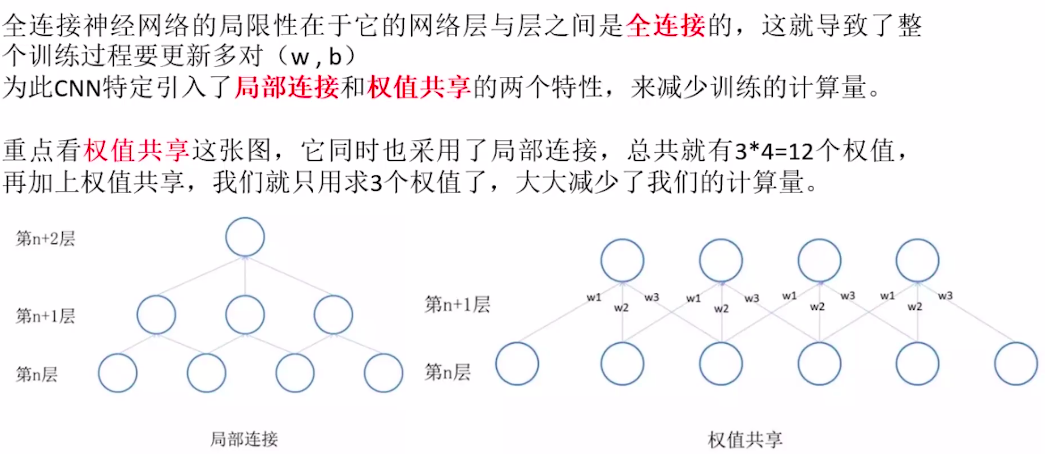 全连接神经网络的局限性在于它的网络层与层之间是全连接的，这就导致了整
个训练过程要更新多对（w , b）
为此CNN特定引入了局部连接和权值共享的两个特性，来减少训练的计算量。
重点看权值共享这张图，它同时也采用了局部连接，总共就有3*4=12个权值，
再加上权值共享，我们就只用求3个权值了，大大减少了我们的计算量。
第n+2层
第n+1层
第n层
局部连接
第n+1层
w1 w2 w3 w1 w2 w3 w1 w2 w3 w1 w2 w3
第n层
权值共享